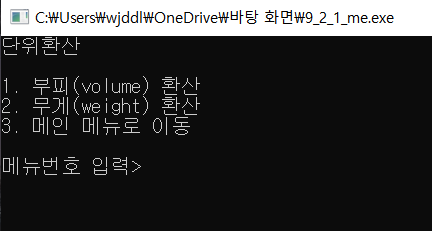 C:₩Users₩wjddl₩OneDrive₩바탕 화면₩9_2_1_me.exe
단위환산
1. 부피(volume) 환산
2. 무게(weight) 환산
3. 메인 메뉴로 이동
메뉴번호 입력>